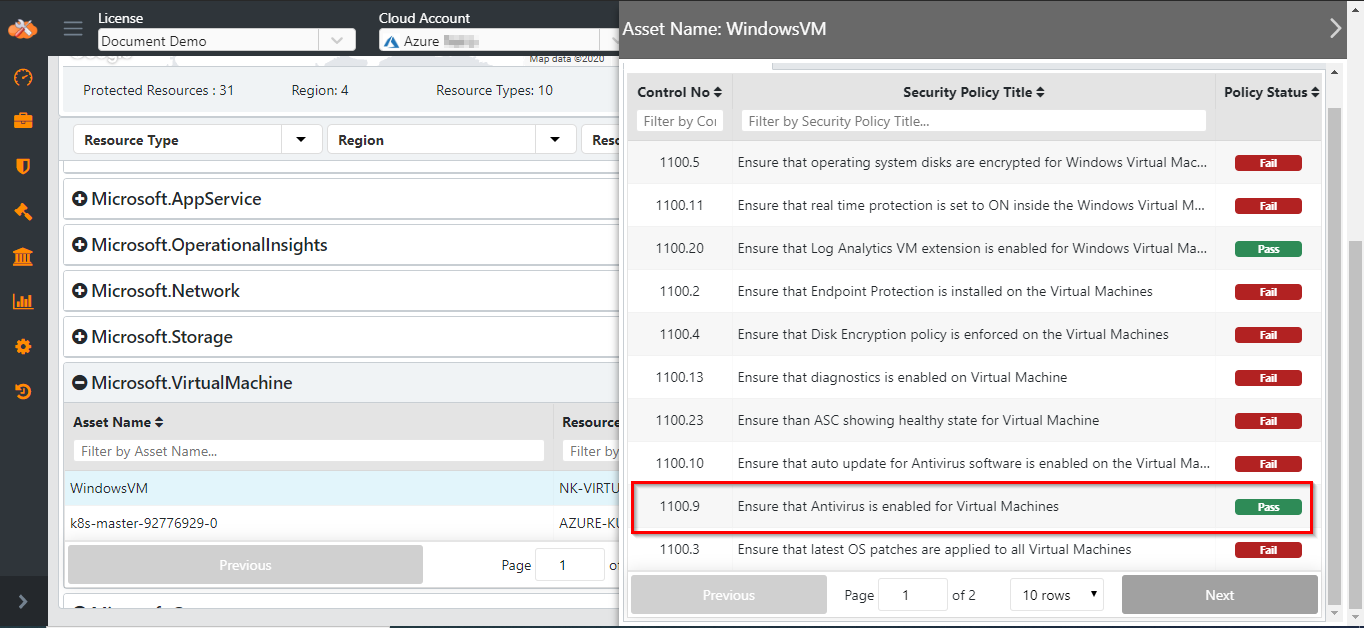 License
Document Demo
Cloud Account
Azure
Asset Name: WindowsVM
Map data ©2020
Protected Resources : 31
Region: 4
Resource Types: 10
Resource Type
Region
Microsoft.AppService
Microsoft.OperationalInsights
Microsoft.Network
Microsoft.Storage
Microsoft.VirtualMachine
Asset Name
Resource
Filter by Asset Name...
Filter by
WindowsVM
NK-VIRTU
k8s-master-92776929-0
AZURE-KU
Previous
Page 1
Control No
Security Policy Title
Policy Status
Filter by Cor
Filter by Security Policy Title...
1100.5 Ensure that operating system disks are encrypted for Windows Virtual Mac... Fail
1100.11 Ensure that real time protection is set to ON inside the Windows Virtual M... Fail
1100.20 Ensure that Log Analytics VM extension is enabled for Windows Virtual Ma... Pass
1100.2 Ensure that Endpoint Protection is installed on the Virtual Machines Fail
1100.4 Ensure that Disk Encryption policy is enforced on the Virtual Machines Fail
1100.13 Ensure that diagnostics is enabled on Virtual Machine Fail
1100.23 Ensure than ASC showing healthy state for Virtual Machine Fail
1100.10 Ensure that auto update for Antivirus software is enabled on the Virtual Ma... Fail
1100.9 Ensure that Antivirus is enabled for Virtual Machines Pass
1100.3 Ensure that latest OS patches are applied to all Virtual Machines Fail
Previous
Page 1 of 2
10 rows
Next